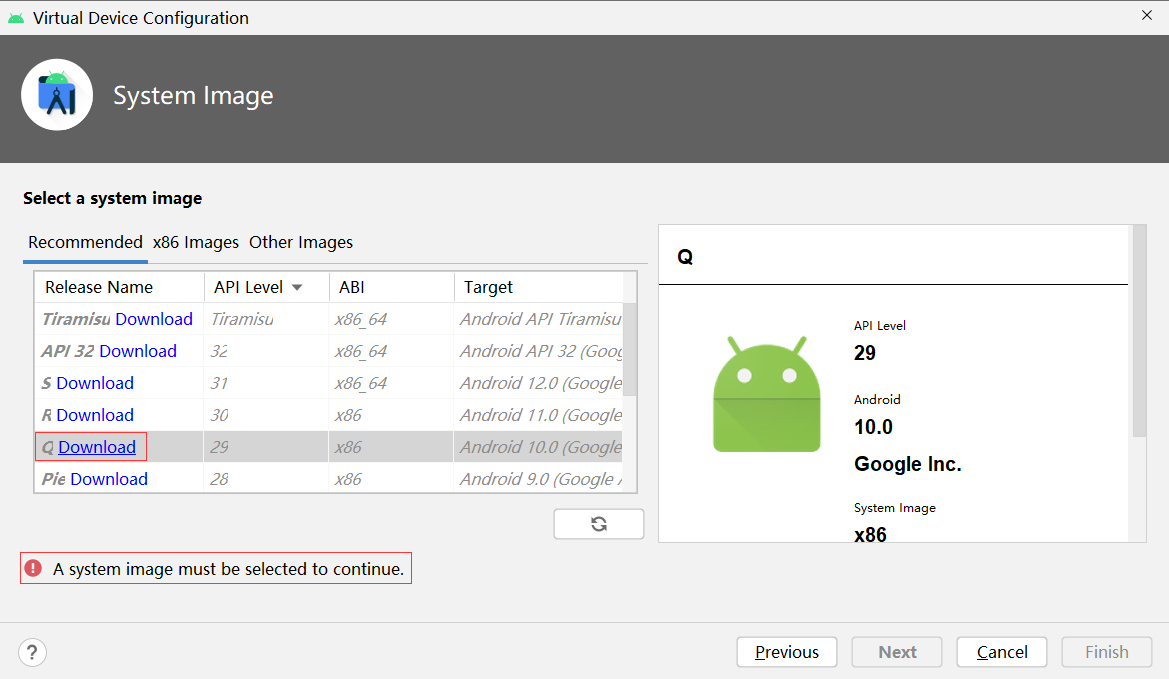 Virtual Device Configuration
System Image
Select a system image
Recommended x86 Images Other Images
Release Name API Level ABI Target
Tiramisu Download Tiramisu x86_64 Android API Tiramisu
API 32 Download 32 x86_64 Android API 32 (Goog
S Download 31 x86_64 Android 12.0 (Google
R Download 30 x86 Android 11.0 (Google
Q Download 29 x86 Android 10.0 (Google
Pie Download 28 x86 Android 9.0 (Google A
Q
API Level
29
Android
10.0
Google Inc.
System Image
x86
A system image must be selected to continue.
? Previous Next Cancel Finish